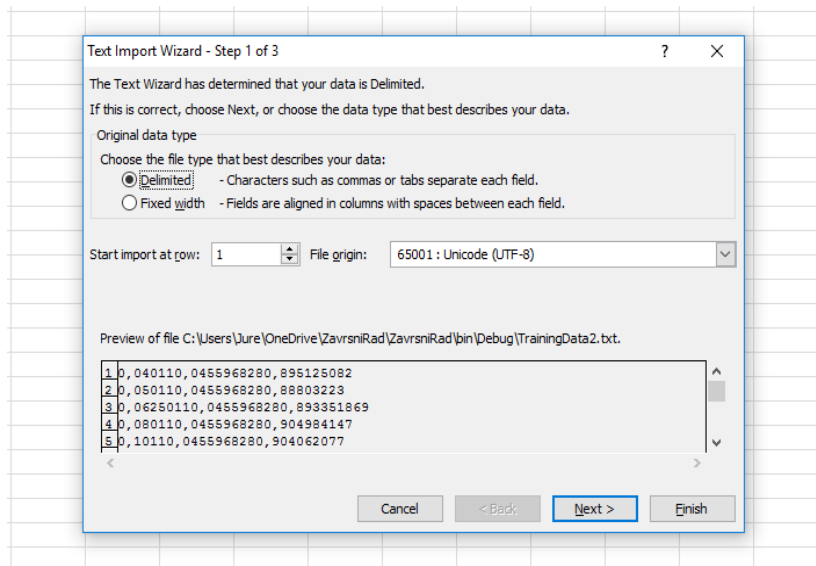 Text Import Wizard - Step 1 of 3 ?
The Text Wizard has determined that your data is Delimited.
If this is correct, choose Next, or choose the data type that best describes your data.
Original data type
Choose the file type that best describes your data:
Delimited - Characters such as commas or tabs separate each field.
Fixed width - Fields are aligned in columns with spaces between each field.
Start import at row: 1 File origin: 65001 : Unicode (UTF-8)
Preview of file C:\Users\Jure\OneDrive\ZavrsniRad\ZavrsniRad\bin\Debug\TrainingData2.txt.
1 0,040110,0455968280,895125082
2 0,050110,0455968280,88803223
3 0,06250110,0455968280,893351869
4 0,080110,0455968280,904984147
5 0,10110,0455968280,904062077
Cancel < Back Next > Finish